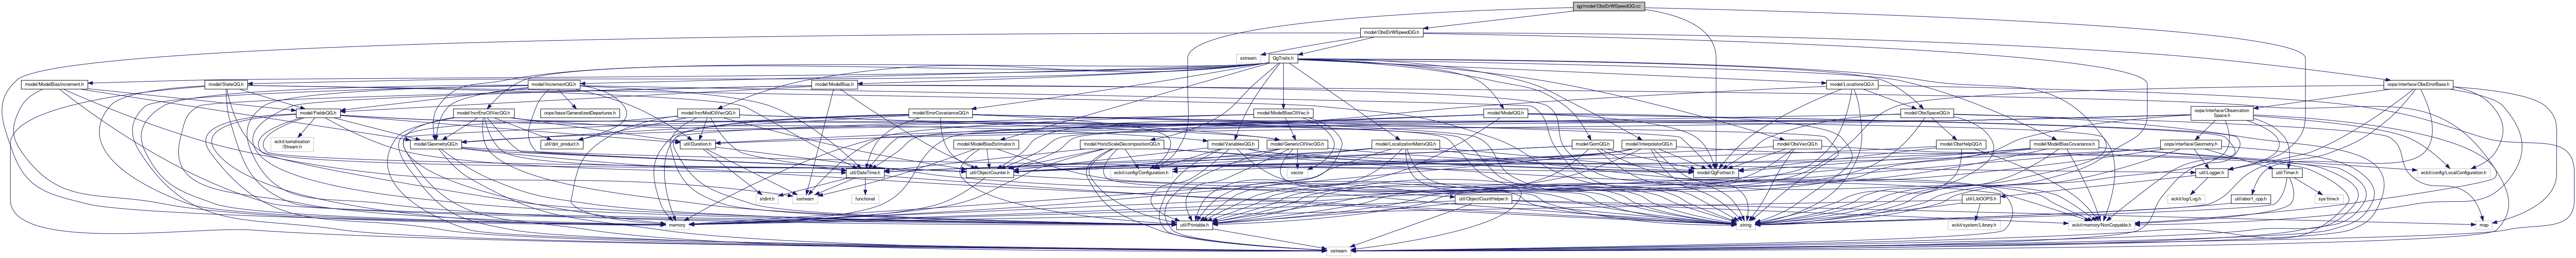 qg/model/ObsErrWSpeedQG.cc
model/ObsErrWSpeedQG.h
sstream
QgTraits.h
model/ModelBiasIncrement.h
model/StateQG.h
model/IncrementQG.h
model/ModelBias.h
model/LocationsQG.h
oops/interface/ObsErrorBase.h
model/FieldsQG.h
model/IncrEnsCtlVecQG.h
oops/base/GeneralizedDepartures.h
model/IncrModCtlVecQG.h
model/ErrorCovarianceQG.h
model/ModelBiasCtlVec.h
model/ModelQG.h
model/ObsSpaceQG.h
oops/interface/Observation
Space.h
eckit/serialisation
/Stream.h
model/GeometryQG.h
util/dot_product.h
util/Duration.h
model/ModelBiasEstimator.h
model/HorizScaleDecompositionQG.h
model/VariablesQG.h
model/GenericCtlVecQG.h
model/LocalizationMatrixQG.h
model/GomQG.h
model/InterpolatorQG.h
model/ObsVecQG.h
model/ObsHelpQG.h
model/ModelBiasCovariance.h
oops/interface/Geometry.h
util/DateTime.h
util/ObjectCounter.h
eckit/config/Configuration.h
vector
model/QgFortran.h
util/Logger.h
util/Timer.h
eckit/config/LocalConfiguration.h
stdint.h
iostream
functional
util/ObjectCountHelper.h
util/LibOOPS.h
eckit/log/Log.h
util/abor1_cpp.h
sys/time.h
memory
util/Printable.h
string
eckit/system/Library.h
eckit/memory/NonCopyable.h
map
ostream